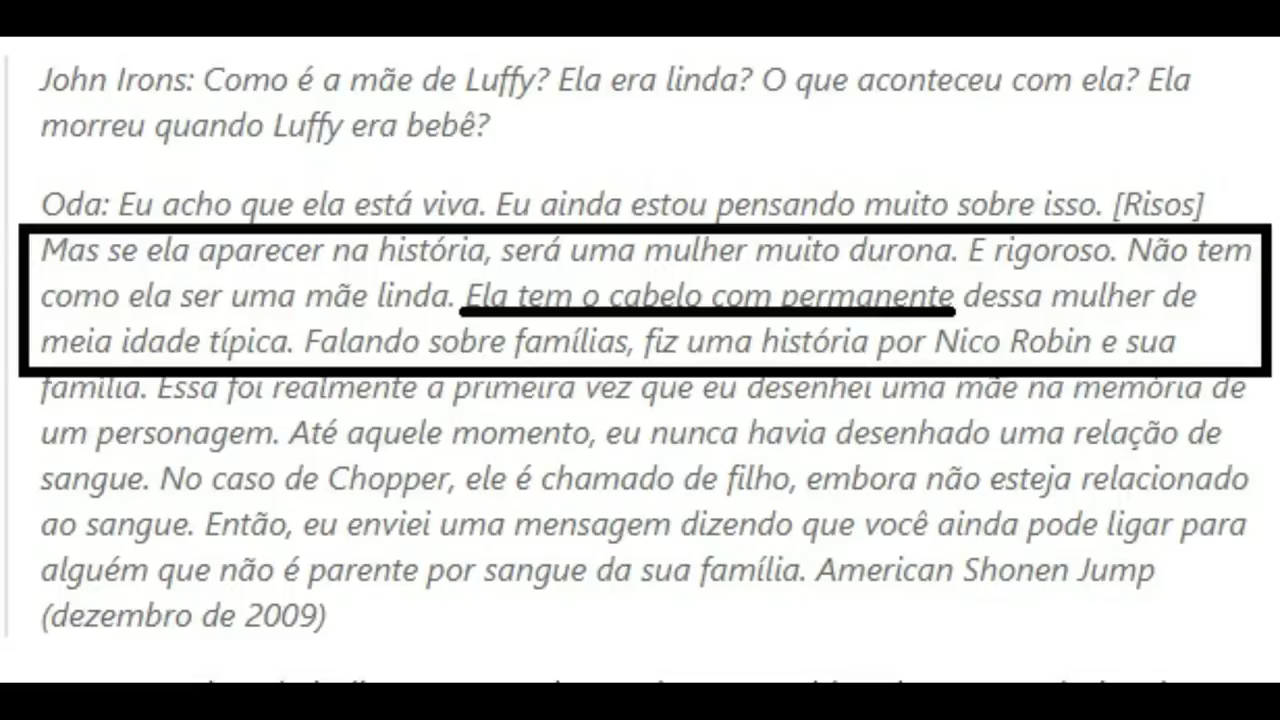 John Irons: Como é a mãe de Luffy? Ela era linda? O que aconteceu com ela? Ela
morreu quando Luffy era bebê?
Oda: Eu acho que ela está viva. Eu ainda estou pensando muito sobre isso. [Risos]
Mas se ela aparecer na história, será uma mulher muito durona. E rigoroso. Não tem
como ela ser uma mãe linda. Ela tem o cabelo com permanente dessa mulher de
meia idade típica. Falando sobre famílias, fiz uma história por Nico Robin e sua
família. Essa foi realmente a primeira vez que eu desenhei uma mãe na memória de
um personagem. Até aquele momento, eu nunca havia desenhado uma relação de
sangue. No caso de Chopper, ele é chamado de filho, embora não esteja relacionado
ao sangue. Então, eu enviei uma mensagem dizendo que você ainda pode ligar para
alguém que não é parente por sangue da sua família. American Shonen Jump
(dezembro de 2009)